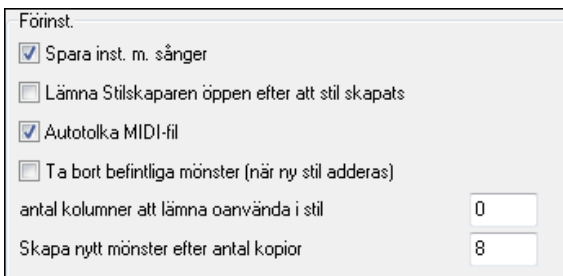 Förinst.
Spara inst. m. sånger
Lämna Stilskaparen öppen efter att stil skapats
Autotolka MIDI-fil
Ta bort befintliga mönster (när ny stil adderas)
antal kolumner att lämna oanvända i stil 0
Skapa nytt mönster efter antal kopior 8